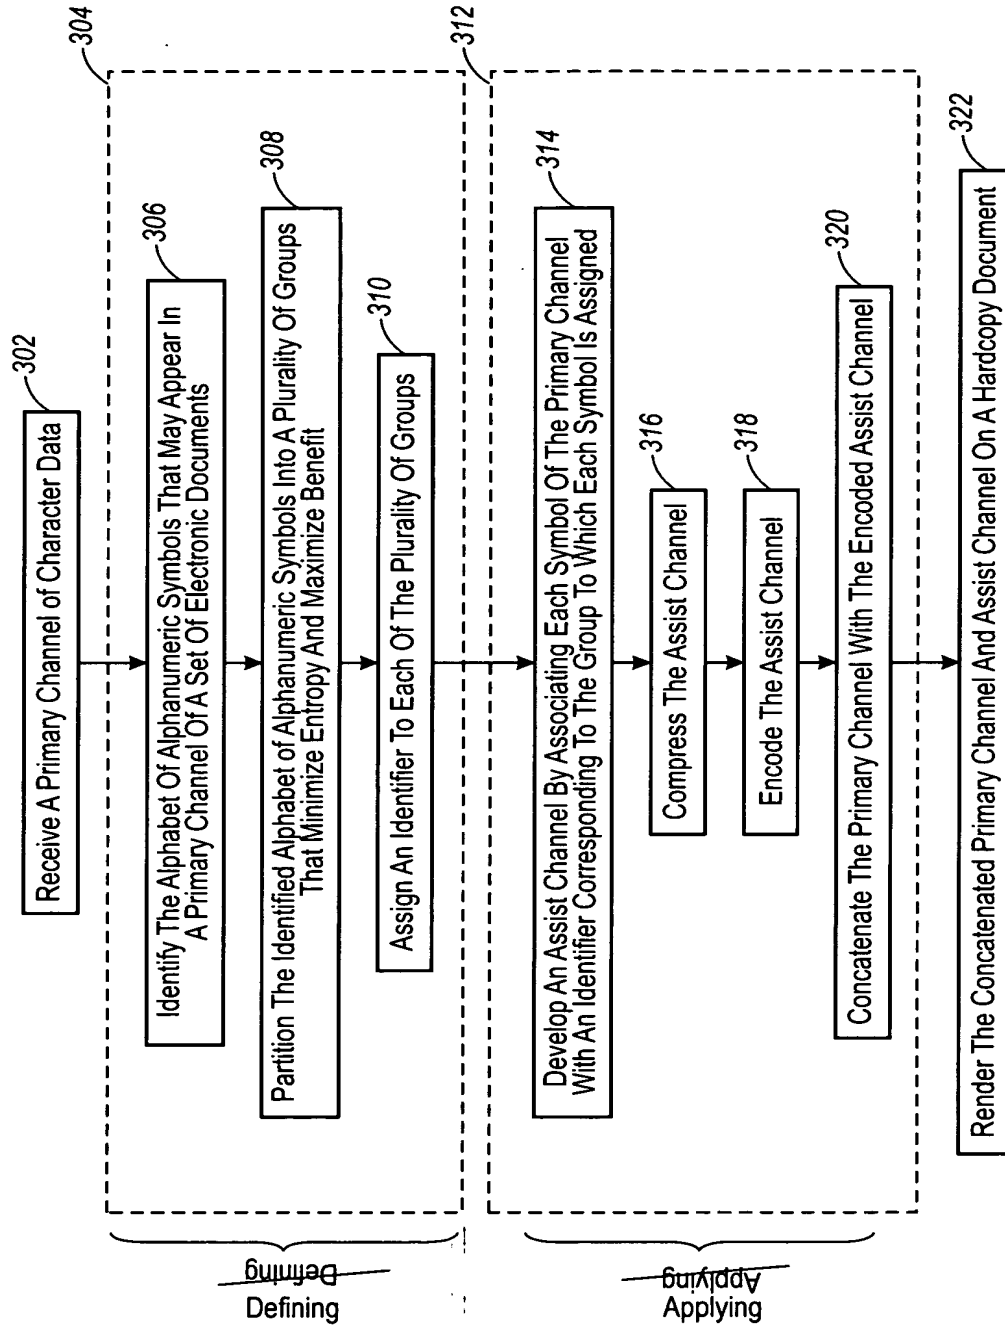 302
Receive A Primary Channel of Character Data
304
306
Identify The Alphabet Of Alphanumeric Symbols That May Appear In
A Primary Channel Of A Set Of Electronic Documents
308
Partition The Identified Alphabet of Alphanumeric Symbols Into A Plurality Of Groups
That Minimize Entropy And Maximize Benefit
310
Assign An Identifier To Each Of The Plurality Of Groups
Defining
Defining
312
314
Develop An Assist Channel By Associating Each Symbol Of The Primary Channel
With An Identifier Corresponding To The Group To Which Each Symbol Is Assigned
316
Compress The Assist Channel
318
Encode The Assist Channel
320
Concatenate The Primary Channel With The Encoded Assist Channel
Applying
Applying
322
Render The Concatenated Primary Channel And Assist Channel On A Hardcopy Document